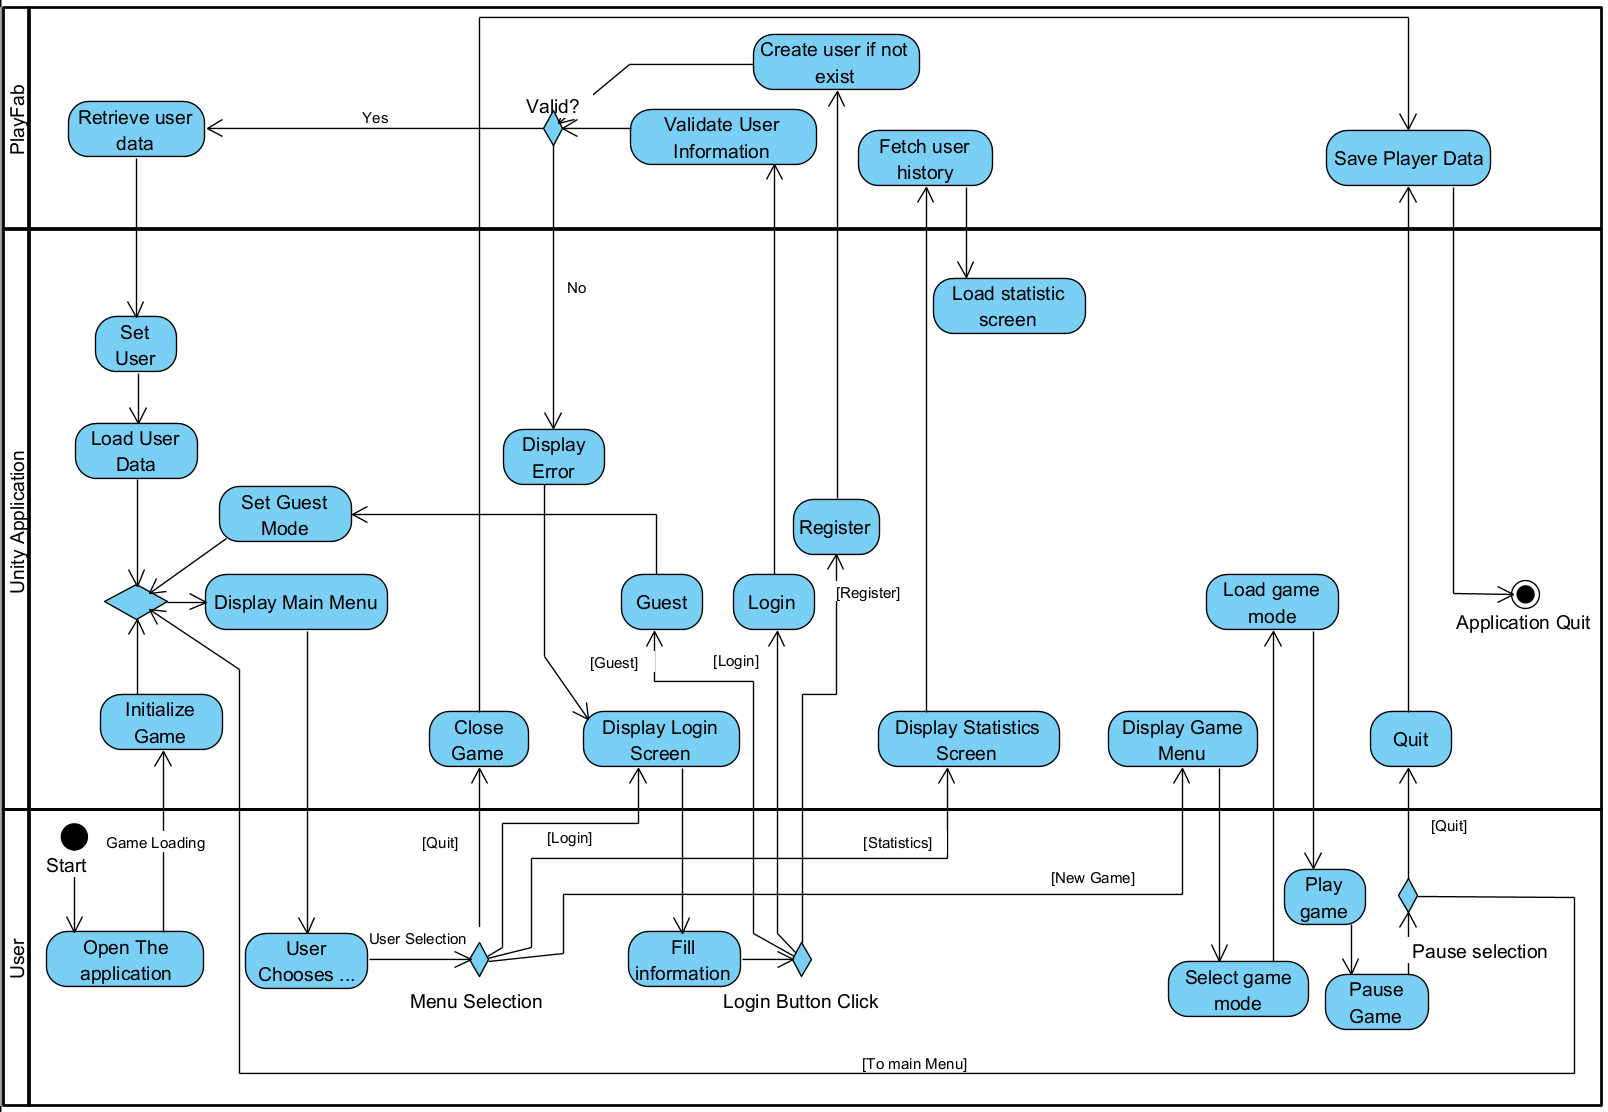 PlayFab
Create user if not
exist
Valid?
Retrieve user
data
Yes
Validate User
Information
Fetch user
history
Save Player Data
Unity Application
No
Load statistic
screen
Set
User
Load User
Data
Display
Error
Set Guest
Mode
Register
Display Main Menu
Guest
Login
[Register]
Load game
mode
Application Quit
[Guest]
[Login]
Initialize
Game
Close
Game
Display Login
Screen
Display Statistics
Screen
Display Game
Menu
Quit
User
Start
Game Loading
[Quit]
[Login]
[Statistics]
[Quit]
[New Game]
Play
game
Open The
application
User
Chooses ...
User Selection
Menu Selection
Fill
information
Login Button Click
Select game
mode
Pause
Game
Pause selection
[To main Menu]